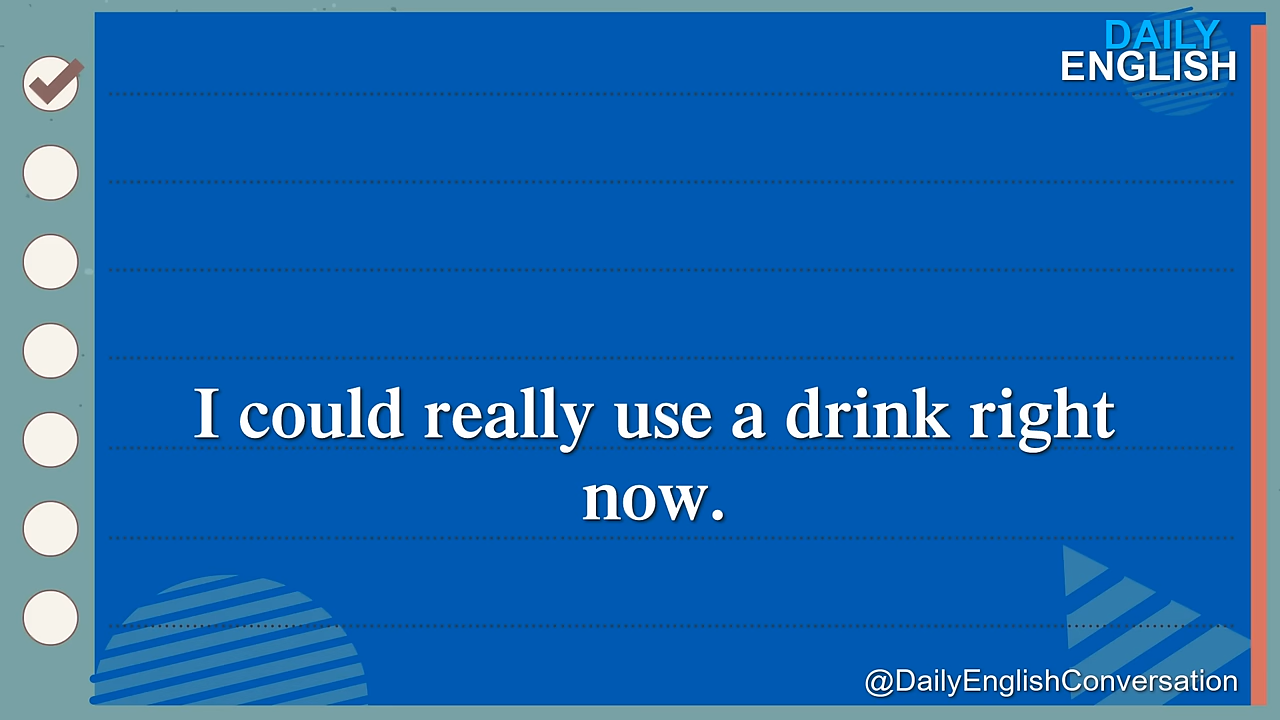 DAILY
ENGLISH
I could really use a drink right
now.
@DailyEnglishConversation